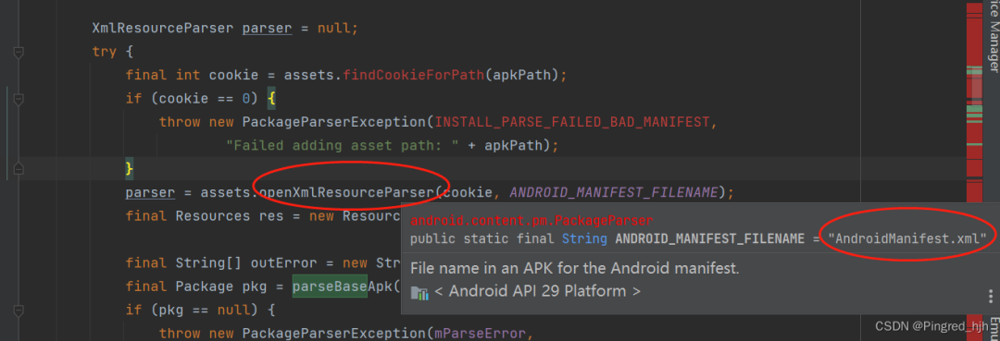 XmlResourceParser parser = null;
try {
final int cookie = assets.findCookieForPath(apkPath);
if (cookie == 0) {
throw new PackageParserException(INSTALL_PARSE_FAILED_BAD_MANIFEST,
"Failed adding asset path: " + apkPath);
}
parser = assets.openXmlResourceParser(cookie, ANDROID_MANIFEST_FILENAME);
final Resources res = new Resourc
android.content.pm.PackageParser
public static final String ANDROID_MANIFEST_FILENAME = "AndroidManifest.xml"
File name in an APK for the Android manifest.
< Android API 29 Platform >
final String[] outError = new Str
final Package pkg = parseBaseApk(
if (pkg == null) {
throw new PackageParserException(mParseError,
Manager
CSDN @Pingred_hjh